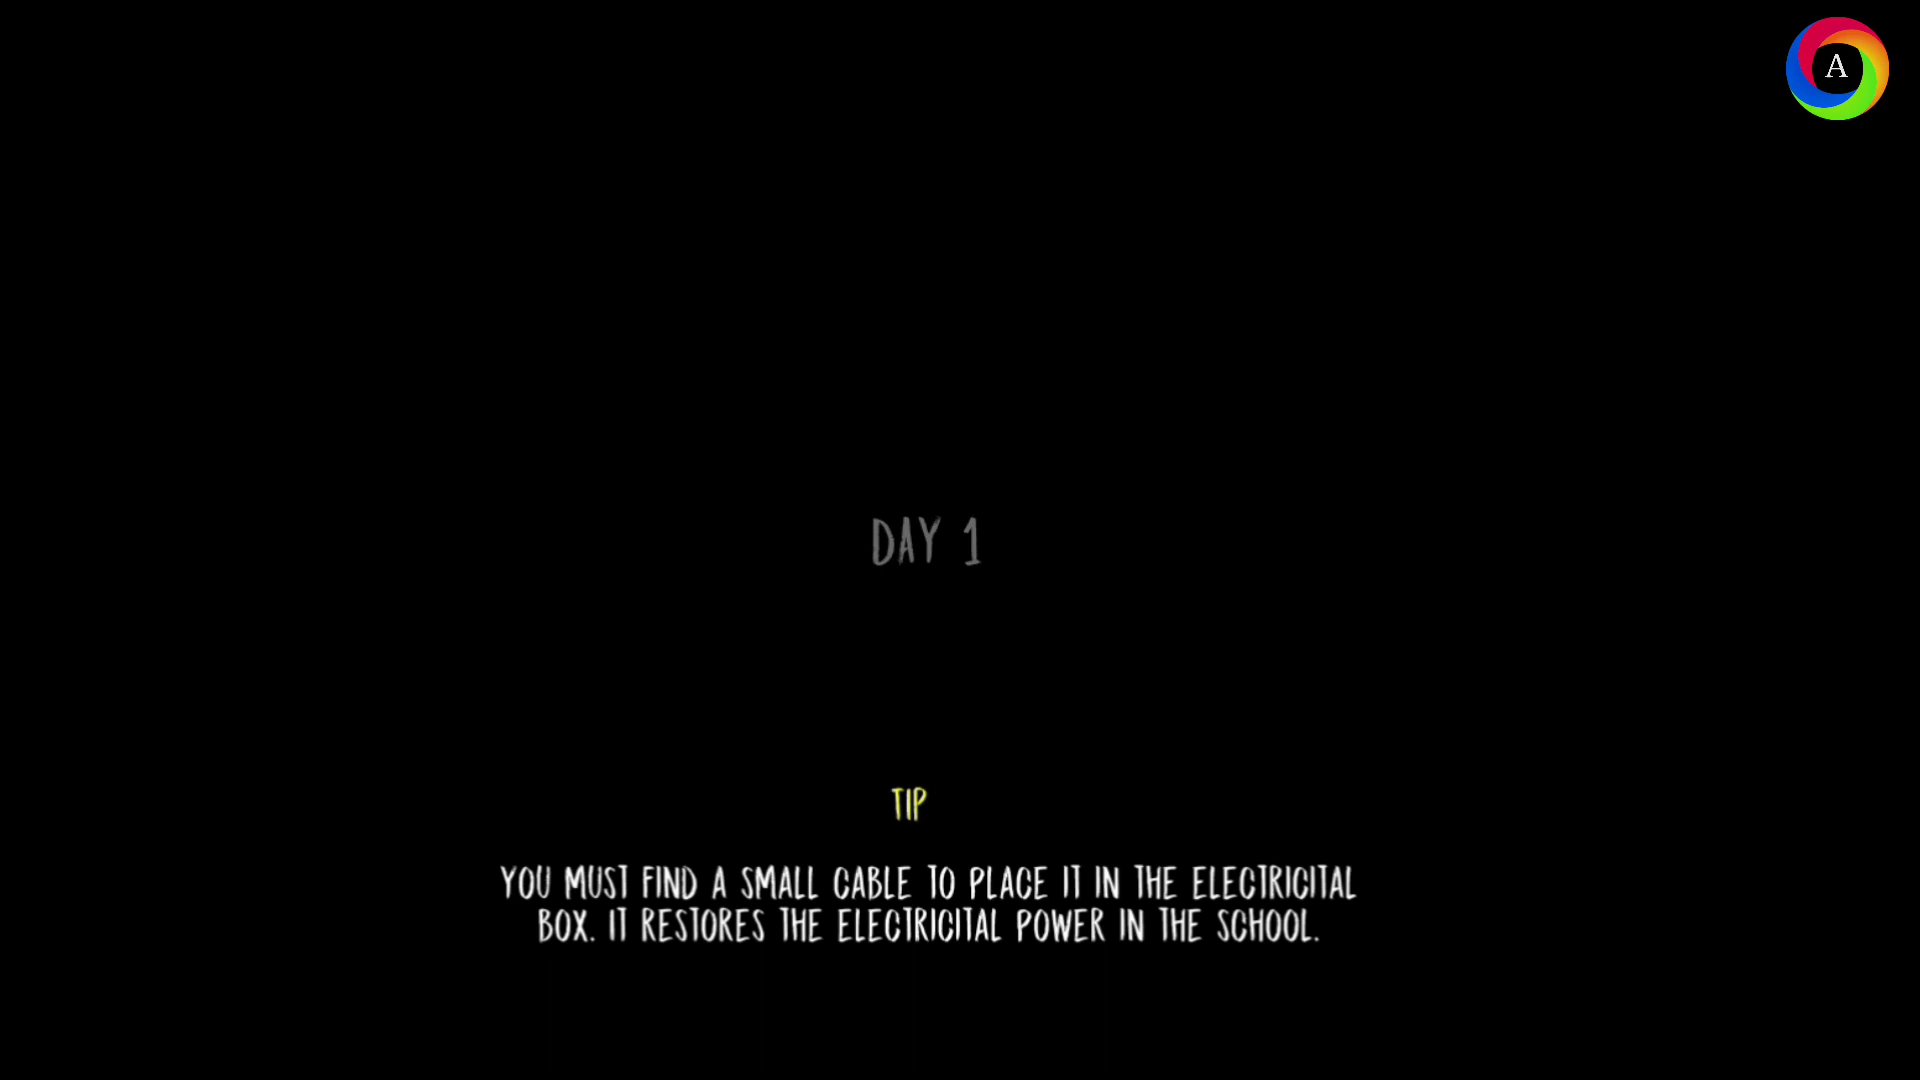 A
DAY 1
TIP
YOU MUST FIND A SMALL CABLE TO PLACE IT IN THE ELECTRICITAL
BOX. IT RESTORES THE ELECTRICITAL POWER IN THE SCHOOL.